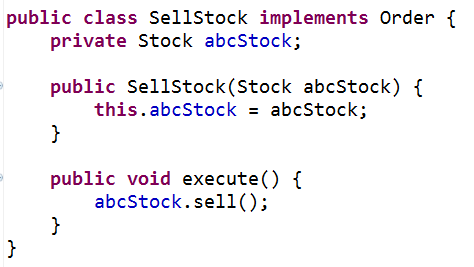 public class SellStock implements Order {
    private Stock abcStock;

    public SellStock(Stock abcStock) {
        this.abcStock = abcStock;
    }

    public void execute() {
        abcStock.sell();
    }
}